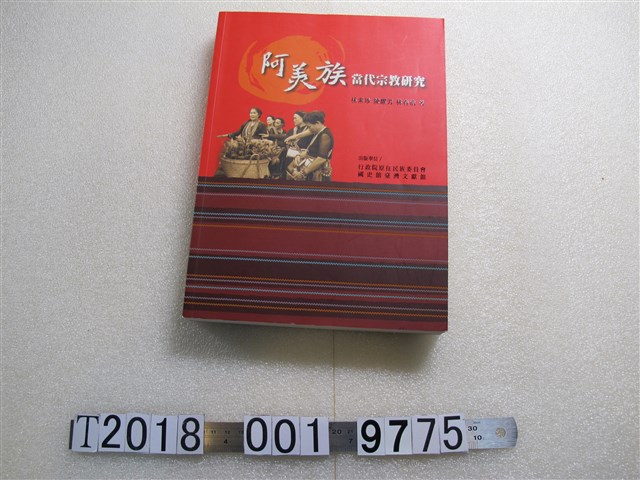 阿美族 當代宗教研究
出版單位/
行政院原住民族委員會
國史館臺灣文獻館
T2018 001 9775